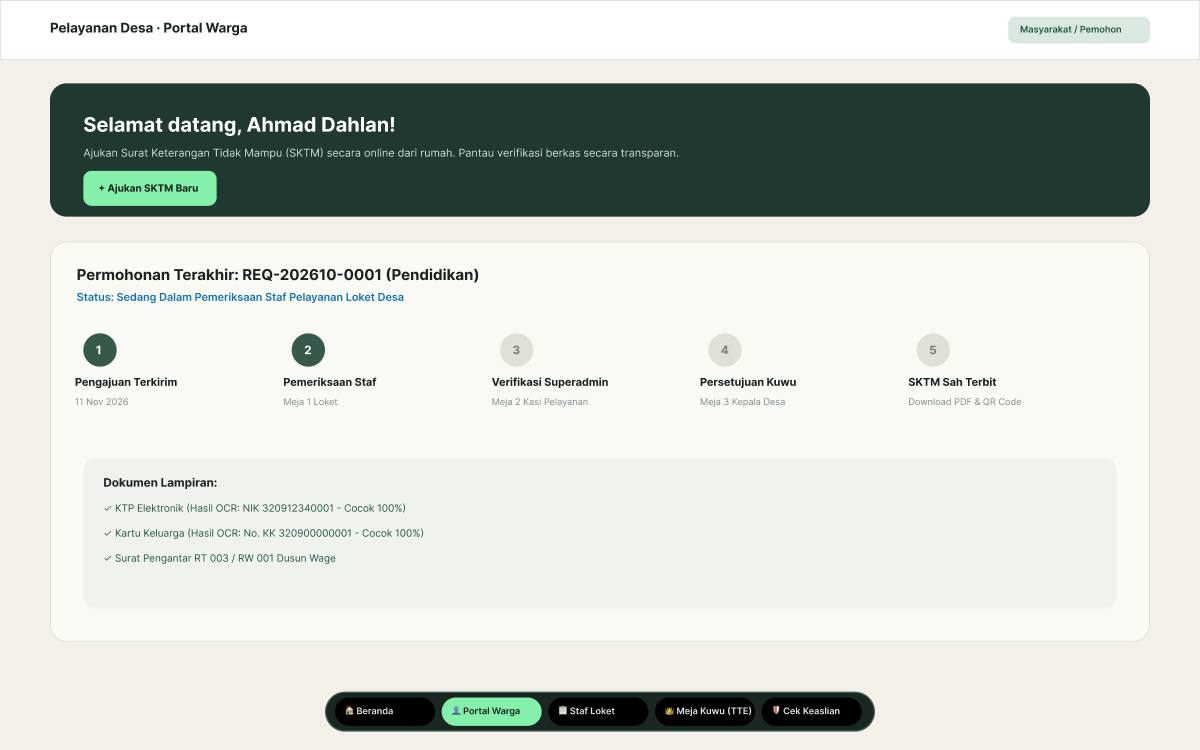 Pelayanan Desa · Portal Warga
Masyarakat / Pemohon
Selamat datang, Ahmad Dahlan!
Ajukan Surat Keterangan Tidak Mampu (SKTM) secara online dari rumah. Pantau verifikasi berkas secara transparan.
+ Ajukan SKTM Baru
Permohonan Terakhir: REQ-202610-0001 (Pendidikan)
Status: Sedang Dalam Pemeriksaan Staf Pelayanan Loket Desa
1
Pengajuan Terkirim
11 Nov 2026
2
Pemeriksaan Staf
Meja 1 Loket
3
Verifikasi Superadmin
Meja 2 Kasi Pelayanan
4
Persetujuan Kuwu
Meja 3 Kepala Desa
5
SKTM Sah Terbit
Download PDF & QR Code
Dokumen Lampiran:
✓ KTP Elektronik (Hasil OCR: NIK 320912340001 - Cocok 100%)
✓ Kartu Keluarga (Hasil OCR: No. KK 320900000001 - Cocok 100%)
✓ Surat Pengantar RT 003 / RW 001 Dusun Wage
Beranda
Portal Warga
Staf Loket
Meja Kuwu (TTE)
Cek Keaslian